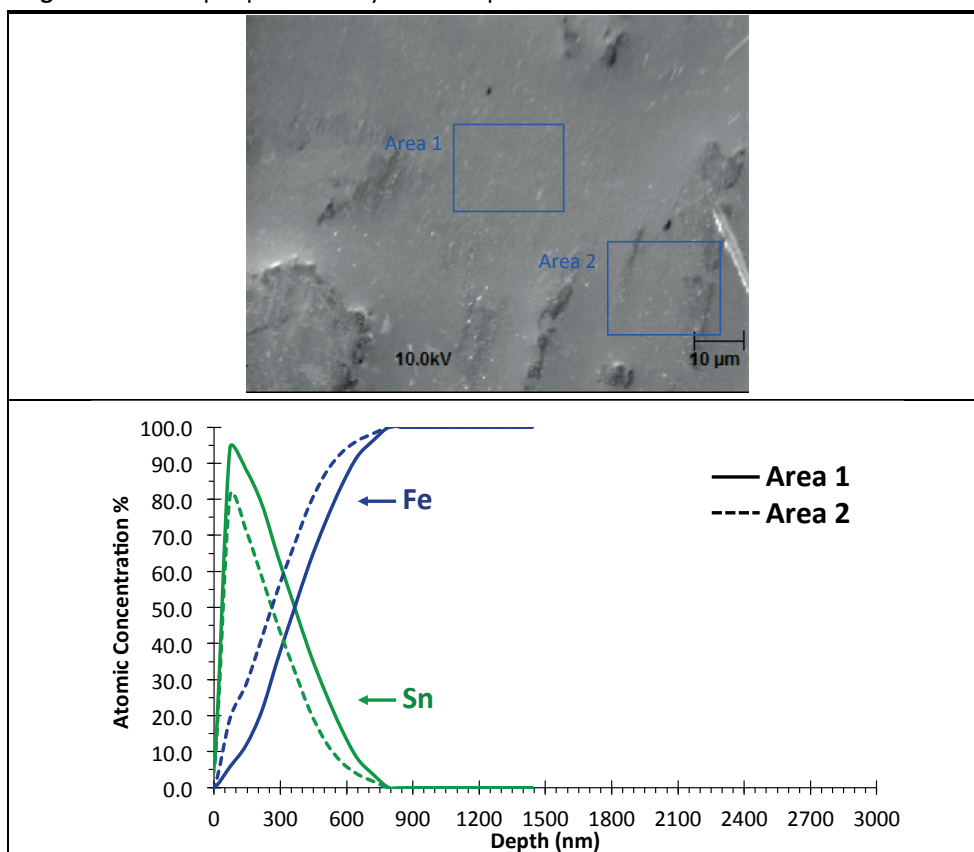 Area 1
Area 2
10.0kV
10 µm
100.0
90.0
80.0
70.0
60.0
50.0
40.0
30.0
20.0
10.0
0.0
Atomic Concentration %
Fe
Sn
Area 1
Area 2
0 300 600 900 1200 1500 1800 2100 2400 2700 3000
Depth (nm)